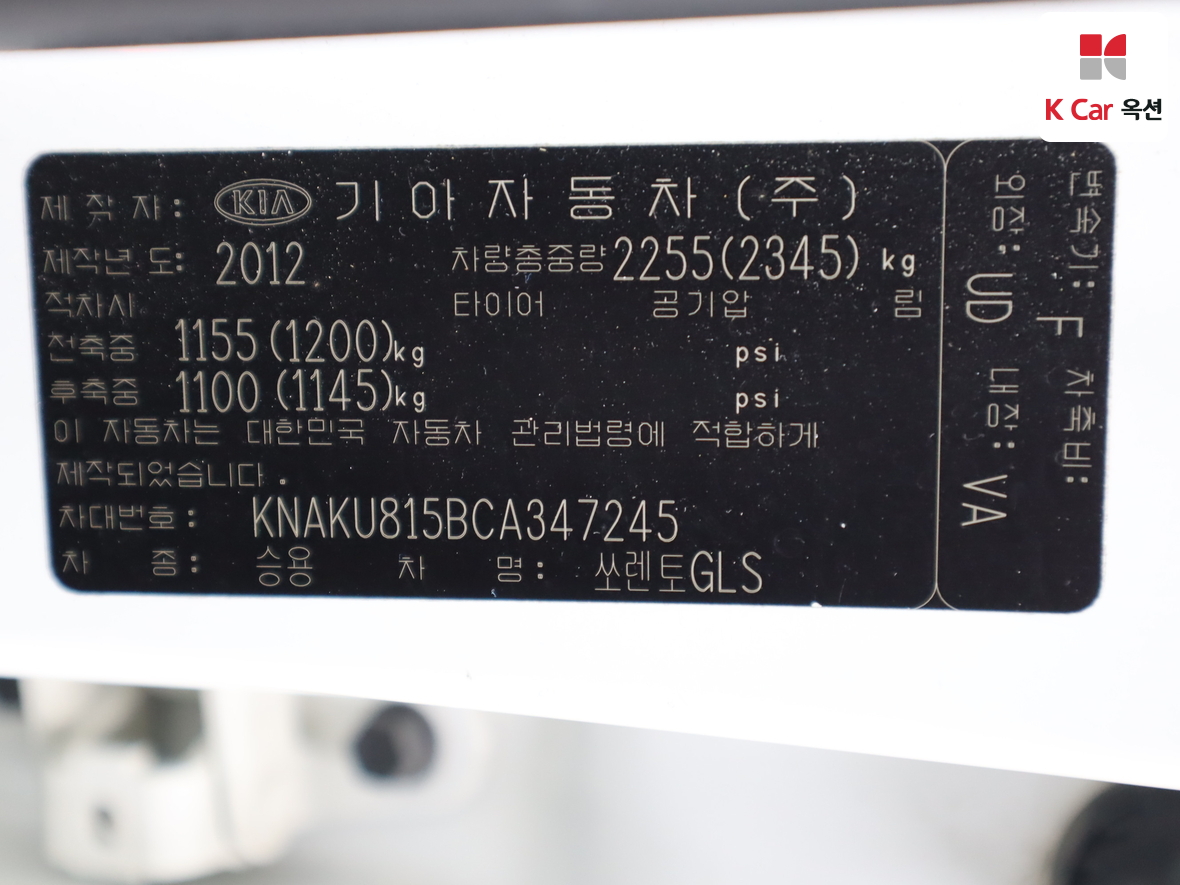 K Car 옥션
제 작 자 : KIA 기 아 자 동 차 ( 주 )
제작년 도: 2012. 차량총중량 2255(2345) kg
적차시 타이어 공기압 림
전축중 1155 (1200)kg psi,
후축중 1100 (1145)kg psi
이 자동차는 대한민국 자동차 관리법령에 적합하게
제작되었습니다.
차대번호 : KNAKU815BCA347245
차 종 : 승용 차 명 : 쏘렌토GLS
변속기: F 차축비:
외장: UD 내장: VA